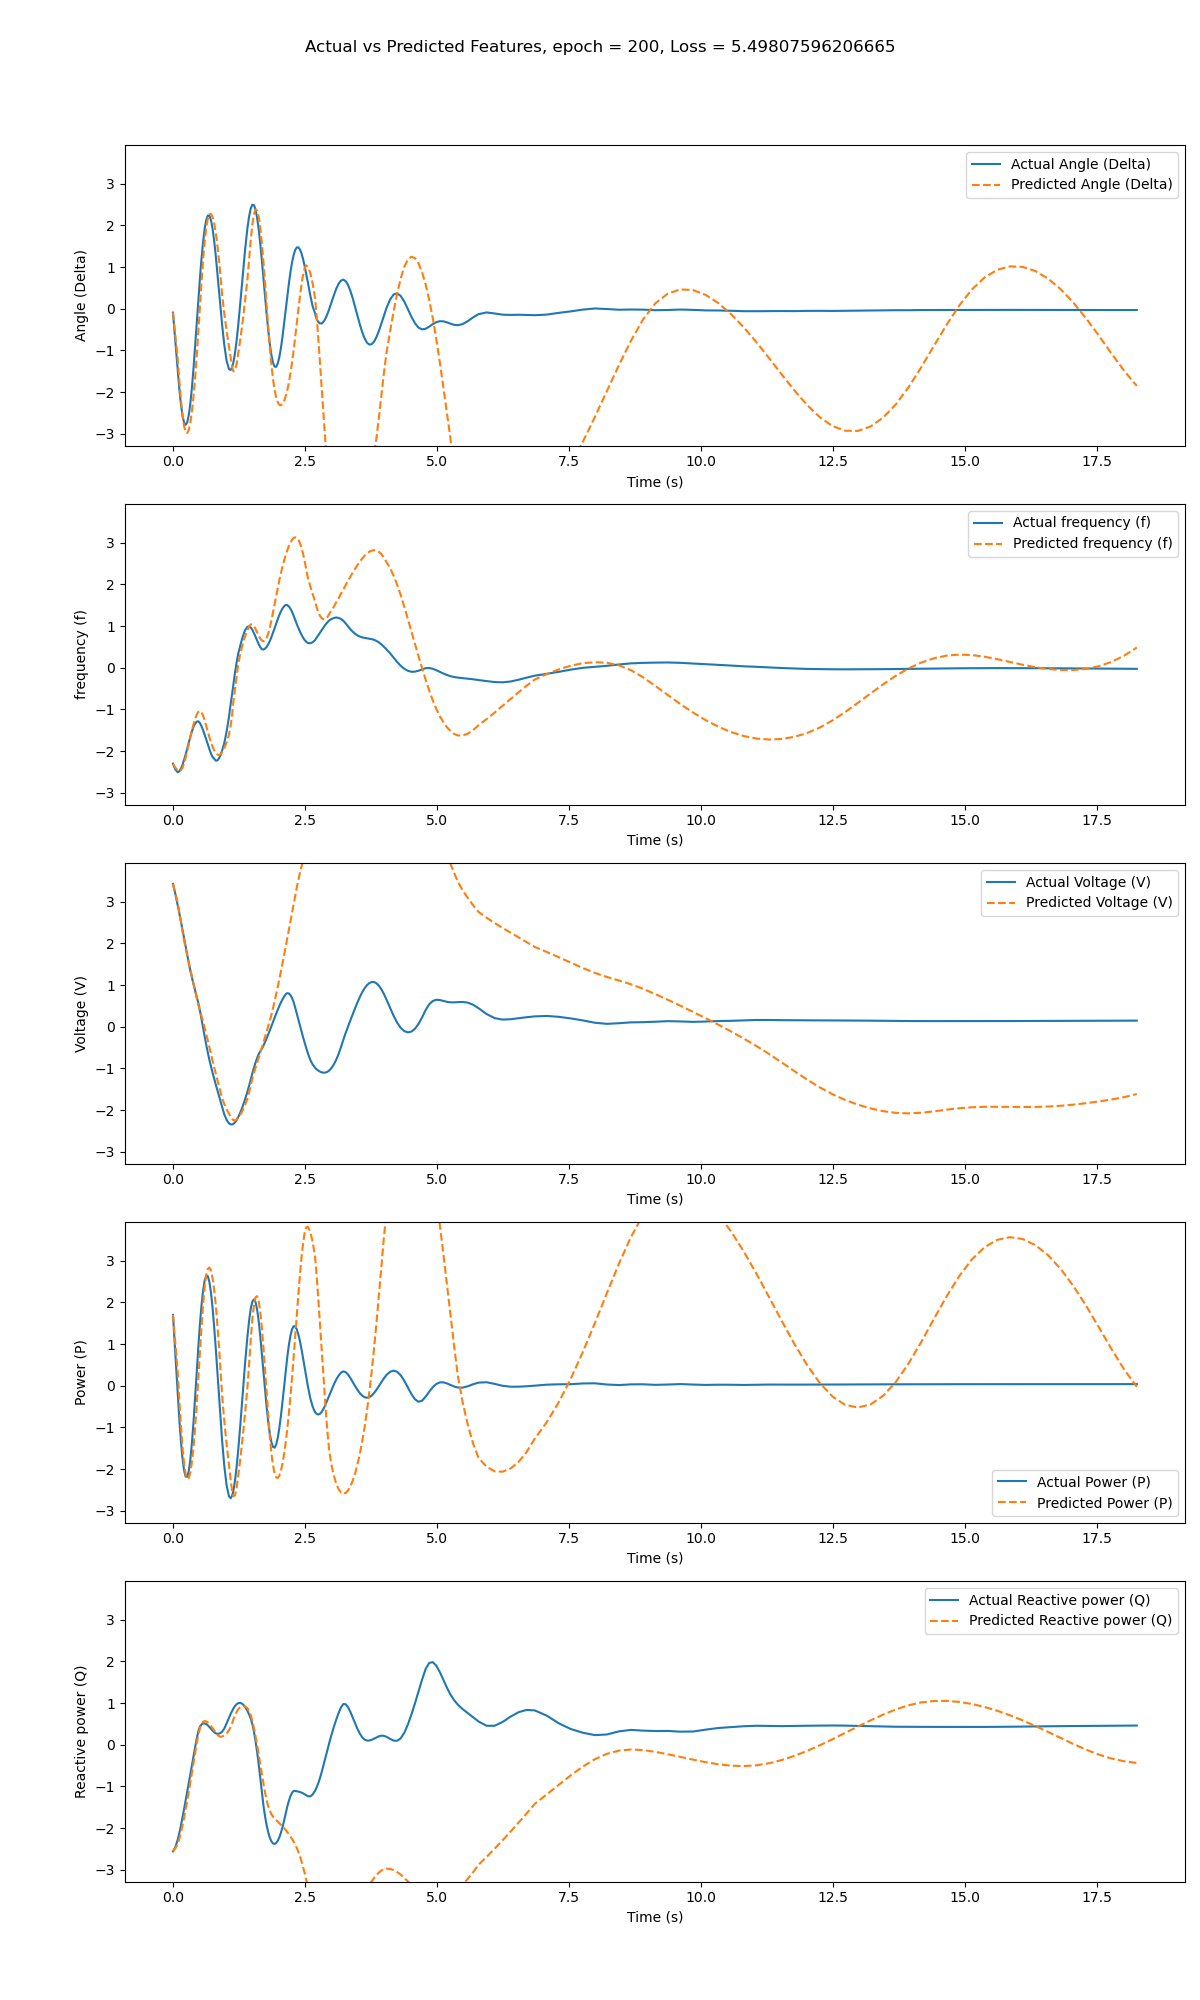 Actual vs Predicted Features, epoch = 200, Loss = 5.49807596206665
Actual Angle (Delta)
Predicted Angle (Delta)
Angle (Delta)
3
2
1
0
−1
−2
−3
0.0 2.5 5.0 7.5 10.0 12.5 15.0 17.5
Time (s)
Actual frequency (f)
Predicted frequency (f)
frequency (f)
3
2
1
0
−1
−2
−3
0.0 2.5 5.0 7.5 10.0 12.5 15.0 17.5
Time (s)
Actual Voltage (V)
Predicted Voltage (V)
Voltage (V)
3
2
1
0
−1
−2
−3
0.0 2.5 5.0 7.5 10.0 12.5 15.0 17.5
Time (s)
Power (P)
3
2
1
0
−1
−2
−3
Actual Power (P)
Predicted Power (P)
0.0 2.5 5.0 7.5 10.0 12.5 15.0 17.5
Time (s)
Actual Reactive power (Q)
Predicted Reactive power (Q)
Reactive power (Q)
3
2
1
0
−1
−2
−3
0.0 2.5 5.0 7.5 10.0 12.5 15.0 17.5
Time (s)